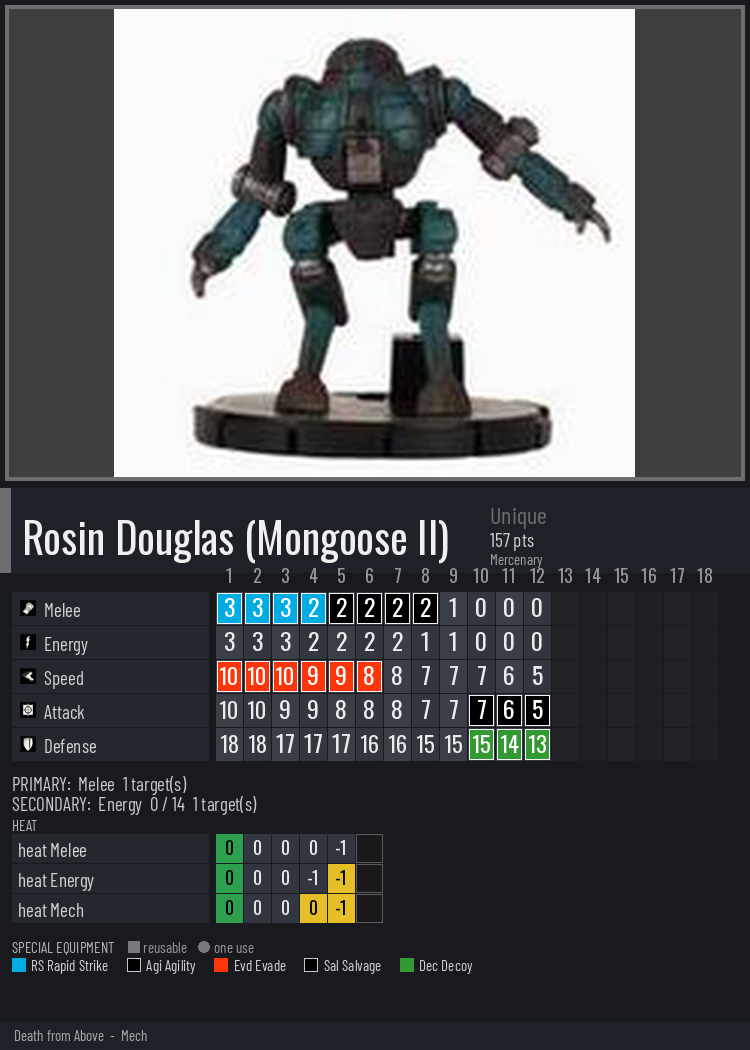 Rosin Douglas (Mongoose II)
Unique
157 pts
Mercenary
1 2 3 4 5 6 7 8 9 10 11 12 13 14 15 16 17 18
Melee 3 3 3 2 2 2 2 2 1 0 0 0
Energy 3 3 3 2 2 2 2 1 1 0 0 0
Speed 10 10 10 9 9 8 8 7 7 7 6 5
Attack 10 10 9 9 8 8 8 7 7 7 6 5
Defense 18 18 17 17 17 16 16 15 15 15 14 13
PRIMARY: Melee 1 target(s)
SECONDARY: Energy 0 / 14 1 target(s)
HEAT
heat Melee 0 0 0 0 -1
heat Energy 0 0 0 -1 -1
heat Mech 0 0 0 0 -1
SPECIAL EQUIPMENT reusable one use
RS Rapid Strike Agi Agility Evd Evade Sal Salvage Dec Decoy
Death from Above - Mech